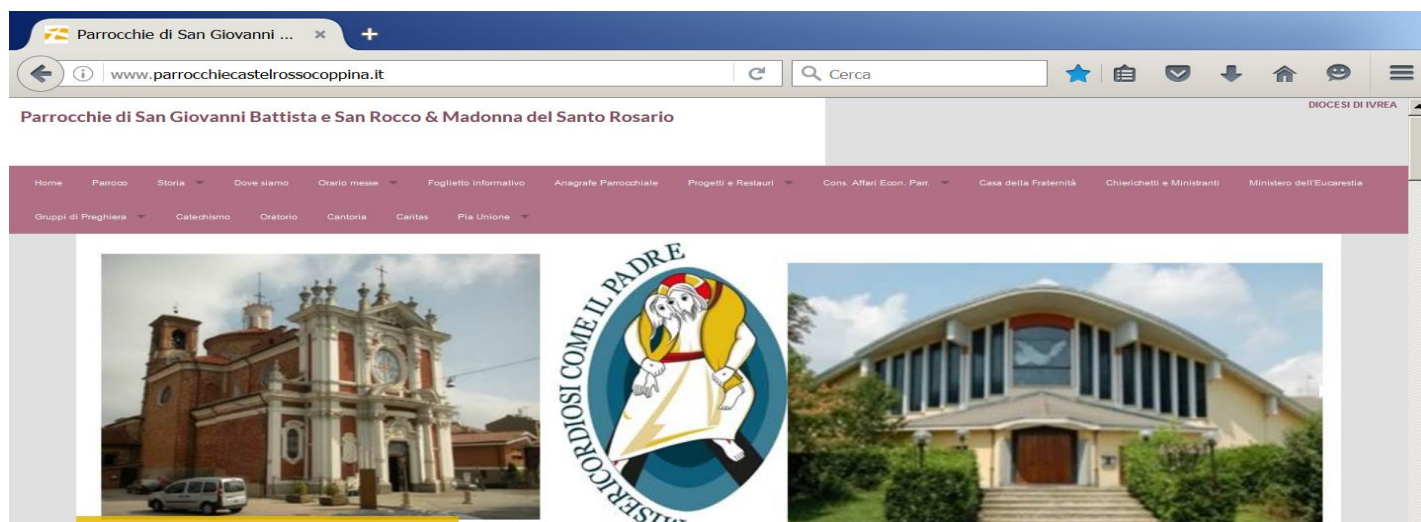 Parrocchie di San Giovanni ...
www.parrocchiecastelrossocoppina.it
Cerca
DIOCESI DI IVREA
Parrocchie di San Giovanni Battista e San Rocco & Madonna del Santo Rosario
Home Parroco Storia Dove siamo Orario messe Foglietto informativo Anagrafe Parrocchiale Progetti e Restauri Cons. Affari Econ. Parr. Casa della Fraternità Chierichetti e Ministranti Ministero dell'Eucarestia
Gruppi di Preghiera Catechismo Oratorio Cantoria Caritas Pia Unione
MISERICORDIOSI COME IL PADRE